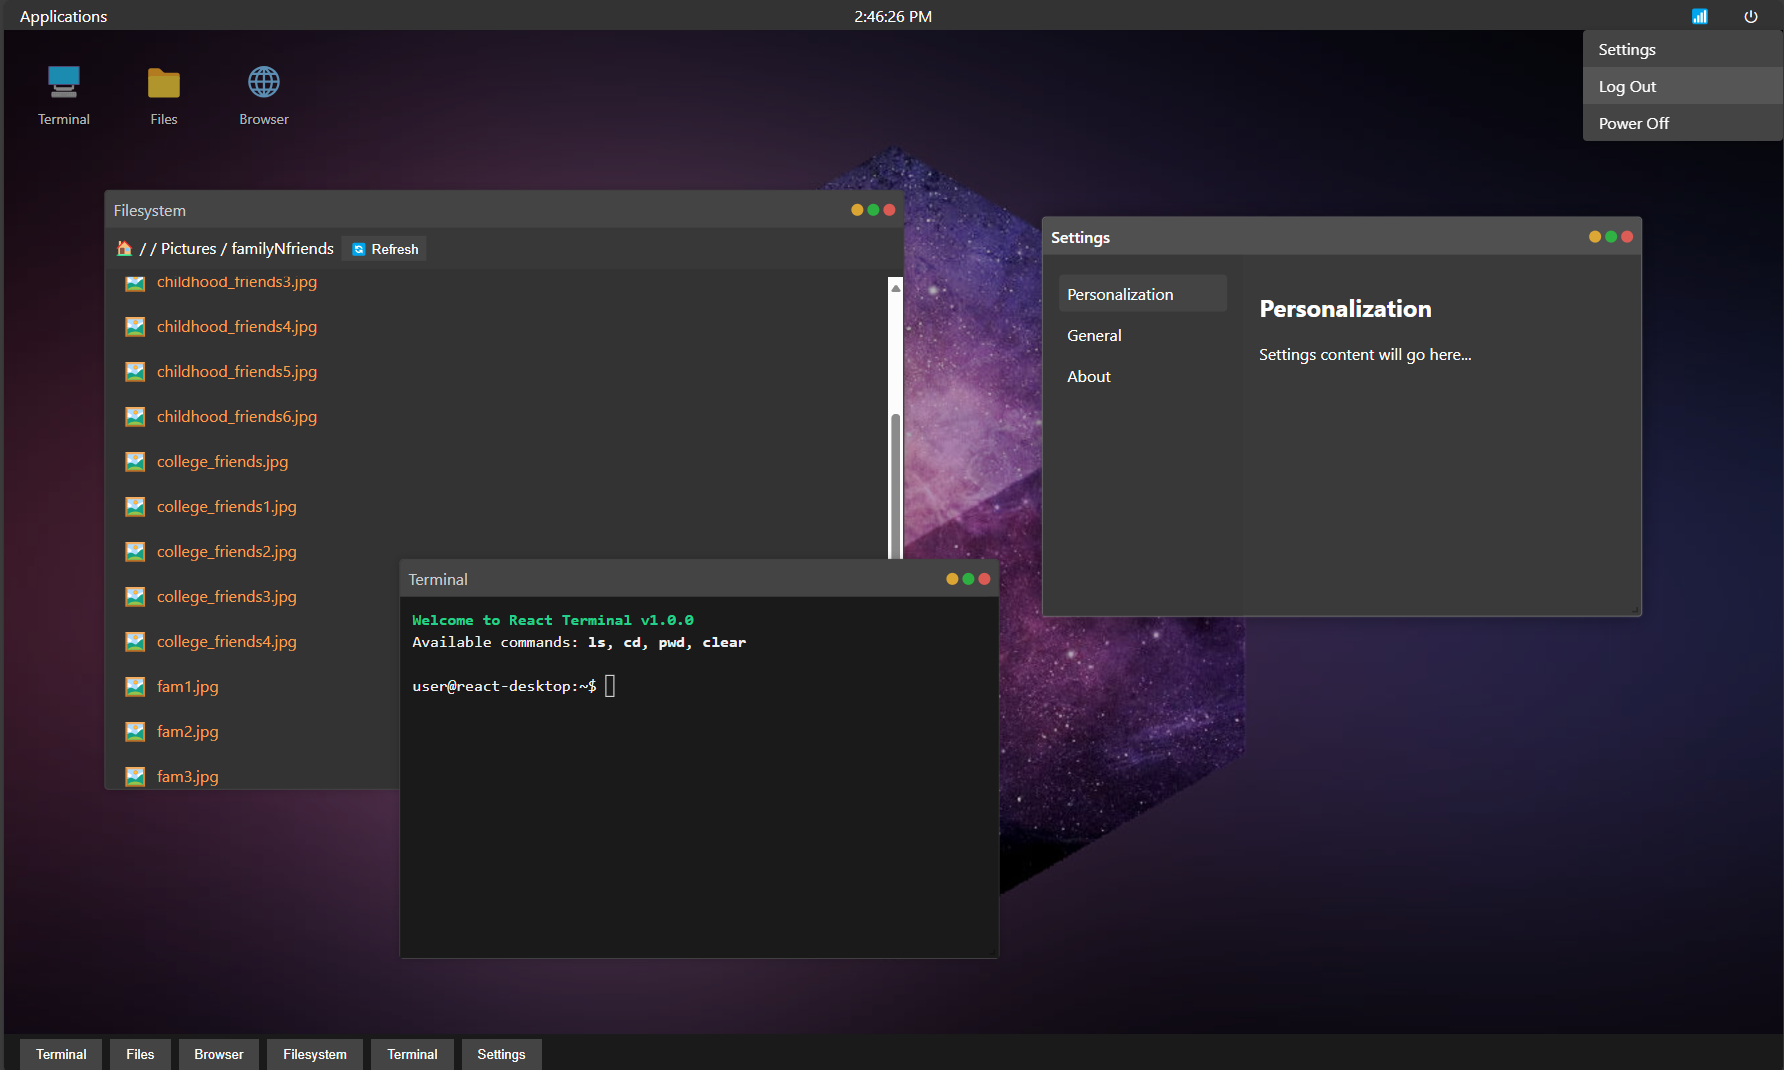 Applications
2:46:26 PM
Settings
Log Out
Power Off
Terminal
Files
Browser
Filesystem
/ / Pictures / familyNfriends
Refresh
childhood_friends3.jpg
childhood_friends4.jpg
childhood_friends5.jpg
childhood_friends6.jpg
college_friends.jpg
college_friends1.jpg
college_friends2.jpg
college_friends3.jpg
college_friends4.jpg
fam1.jpg
fam2.jpg
fam3.jpg
Terminal
Welcome to React Terminal v1.0.0
Available commands: ls, cd, pwd, clear
user@react-desktop:~$
Settings
Personalization
General
About
Personalization
Settings content will go here...
Terminal
Files
Browser
Filesystem
Terminal
Settings